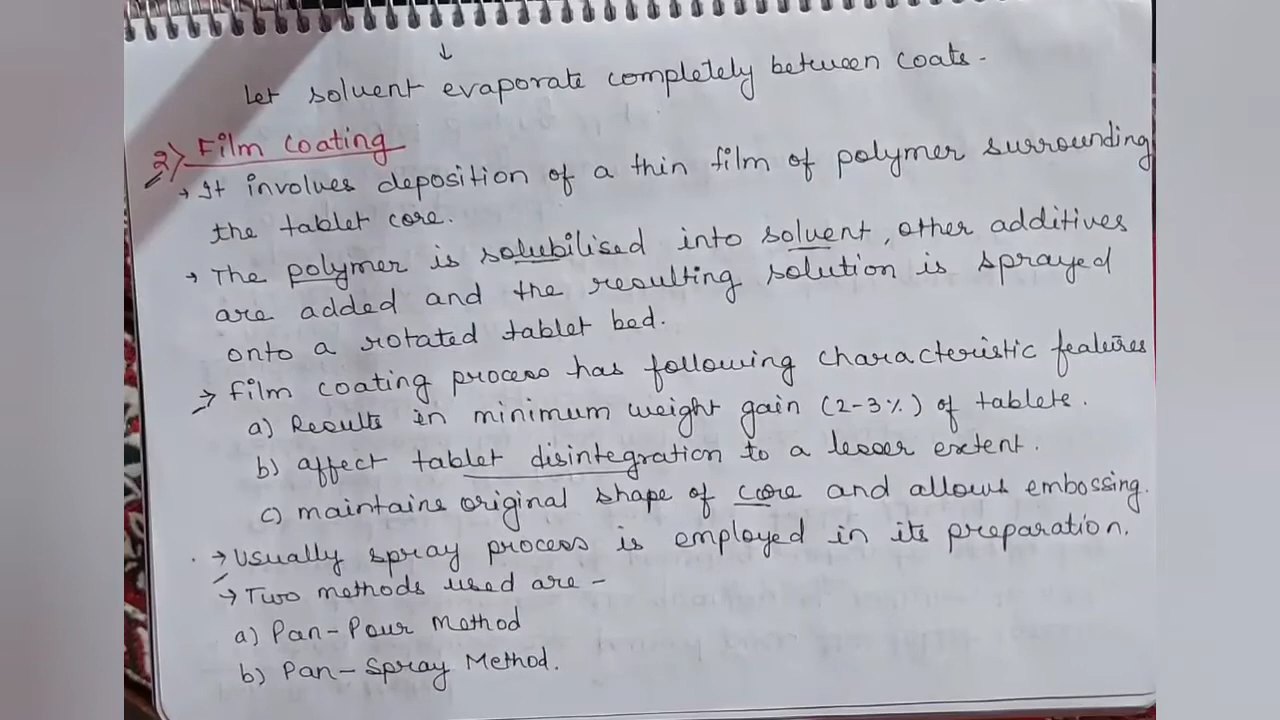 ↓
Let solvent evaporate completely between coats -
2) Film coating
→ It involves deposition of a thin film of polymer surrounding
the tablet core.
→ The polymer is solubilised into solvent, other additives
are added and the resulting solution is sprayed
onto a rotated tablet bed.
→ Film coating process has following characteristic features
a) Results in minimum weight gain (2-3%) of tablets.
b) affect tablet disintegration to a lesser extent.
c) maintains original shape of core and allows embossing.
→ Usually spray process is employed in its preparation.
→ Two methods used are -
a) Pan-Pour Method
b) Pan-Spray Method.